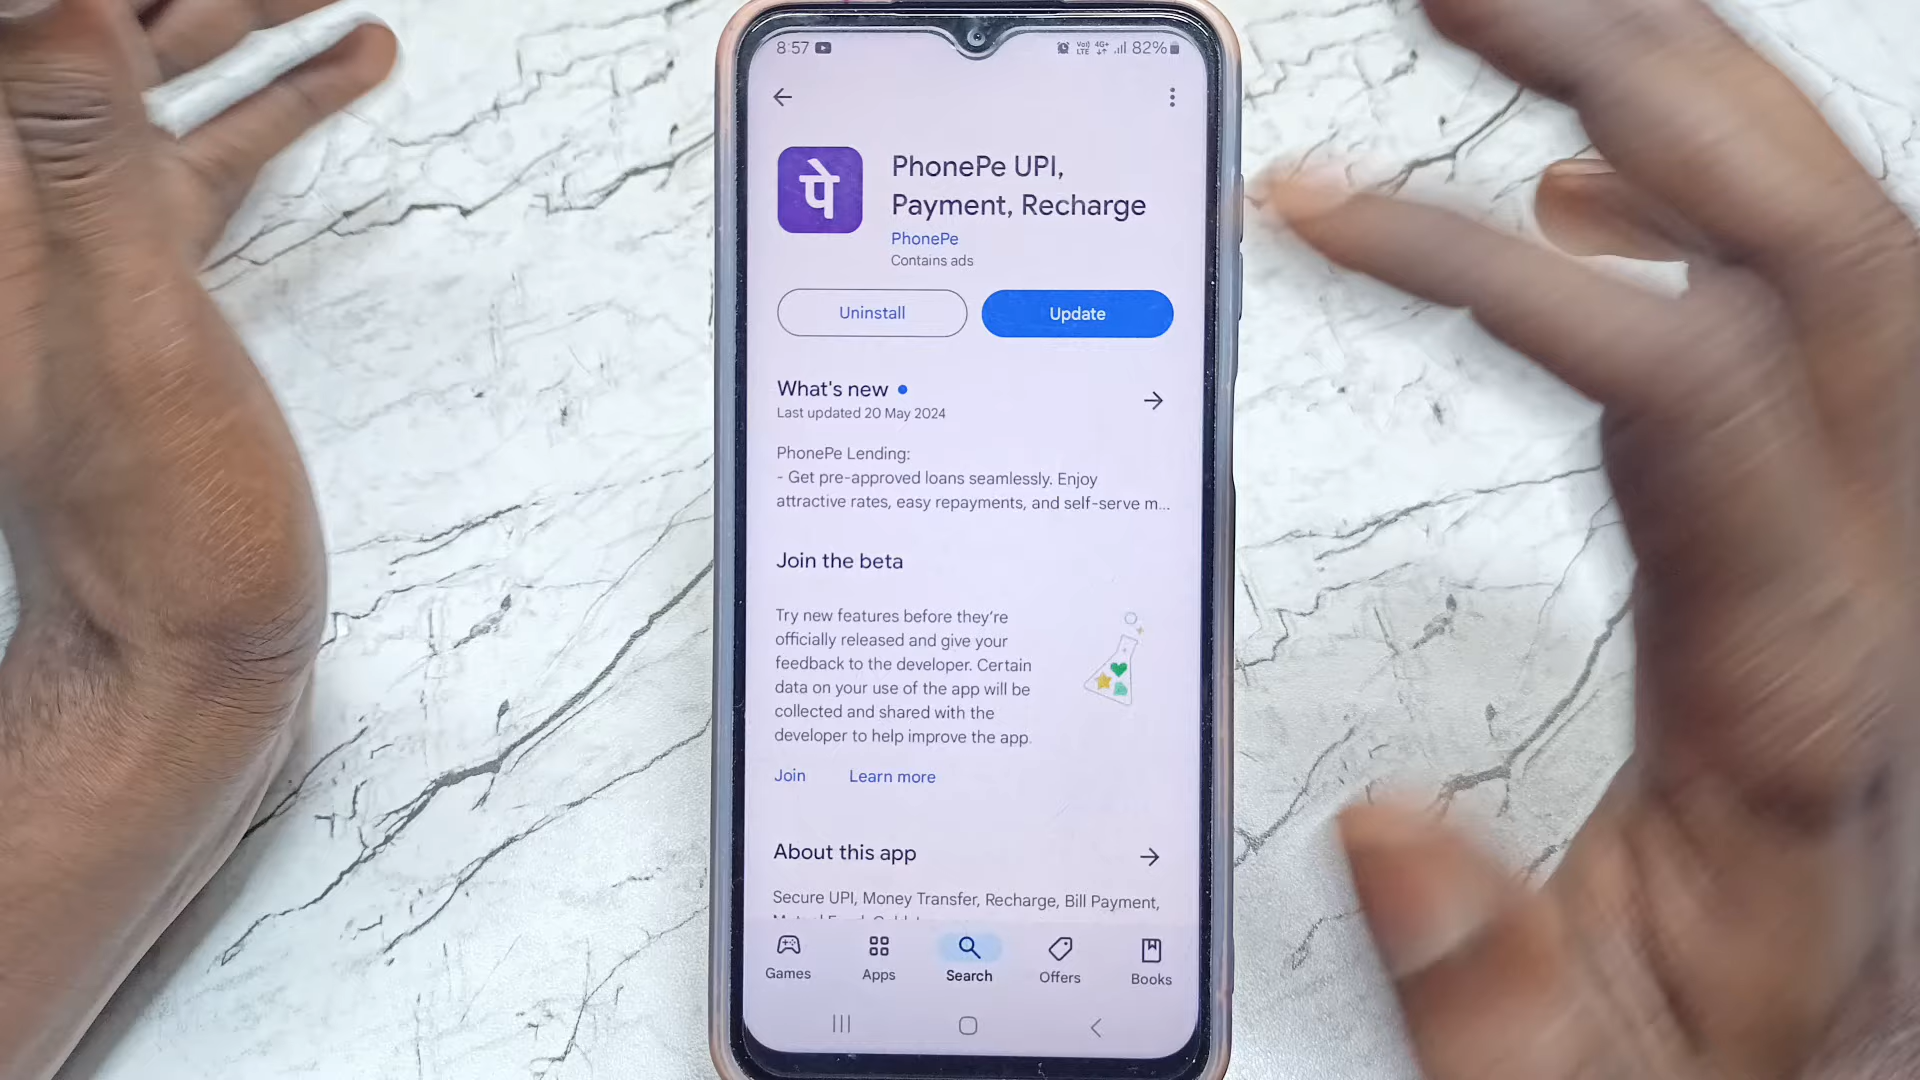 8:57
Vo)) LTE 4G+ 82%
पे
PhonePe UPI,
Payment, Recharge
PhonePe
Contains ads
Uninstall
Update
What's new
Last updated 20 May 2024
PhonePe Lending:
- Get pre-approved loans seamlessly. Enjoy
attractive rates, easy repayments, and self-serve m...
Join the beta
Try new features before they're
officially released and give your
feedback to the developer. Certain
data on your use of the app will be
collected and shared with the
developer to help improve the app.
Join Learn more
About this app
Secure UPI, Money Transfer, Recharge, Bill Payment,
Games Apps Search Offers Books